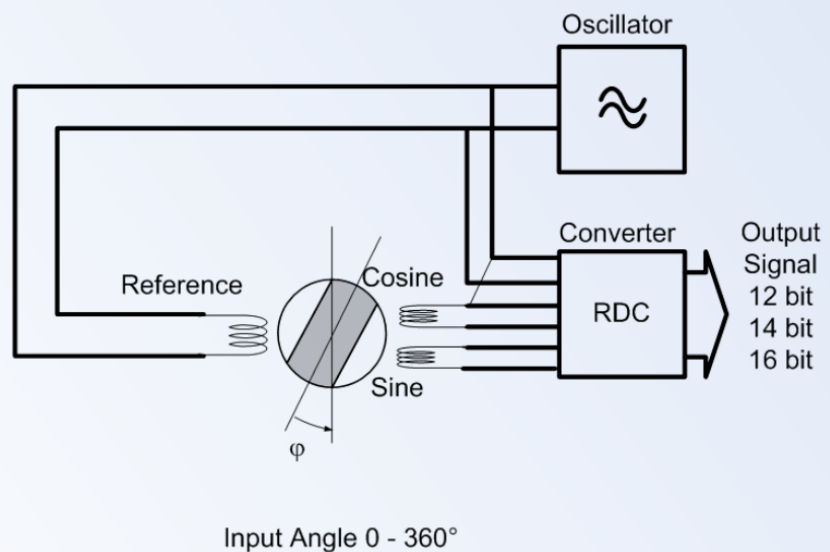 Oscillator
Converter
Output
Signal
12 bit
14 bit
16 bit
RDC
Reference
Cosine
Sine
φ
Input Angle 0 - 360°